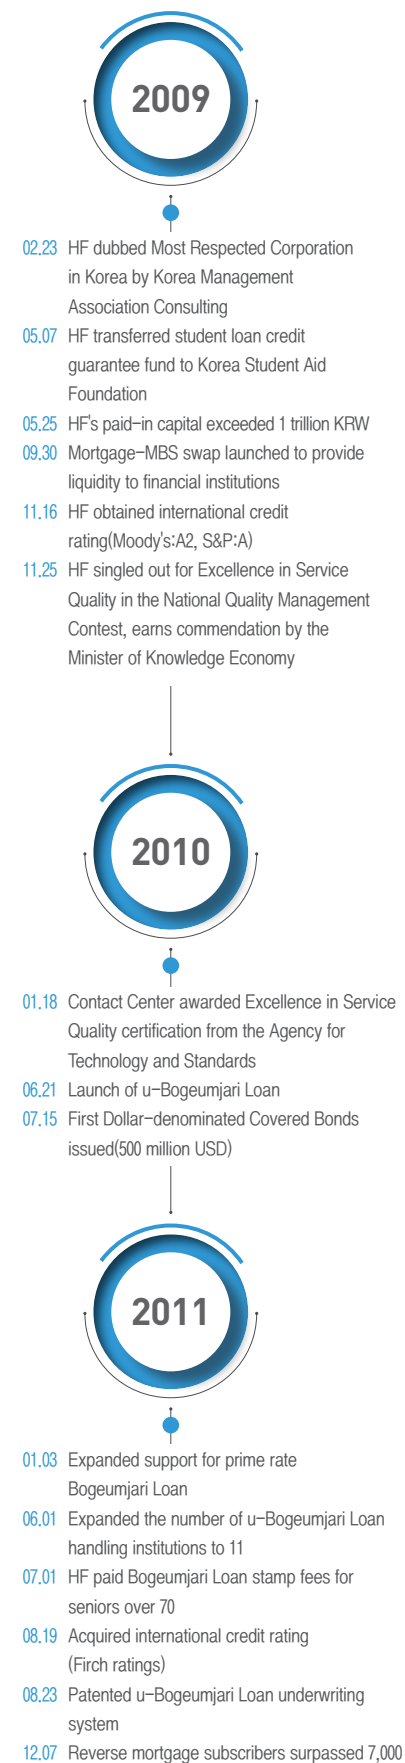 2009
02.23 HF dubbed Most Respected Corporation
in Korea by Korea Management
Association Consulting
05.07 HF transferred student loan credit
guarantee fund to Korea Student Aid
Foundation
05.25 HF's paid-in capital exceeded 1 trillion KRW
09.30 Mortgage-MBS swap launched to provide
liquidity to financial institutions
11.16 HF obtained international credit
rating(Moody's:A2, S&P:A)
11.25 HF singled out for Excellence in Service
Quality in the National Quality Management
Contest, earns commendation by the
Minister of Knowledge Economy
2010
01.18 Contact Center awarded Excellence in Service
Quality certification from the Agency for
Technology and Standards
06.21 Launch of u-Bogeumjari Loan
07.15 First Dollar-denominated Covered Bonds
issued(500 million USD)
2011
01.03 Expanded support for prime rate
Bogeumjari Loan
06.01 Expanded the number of u-Bogeumjari Loan
handling institutions to 11
07.01 HF paid Bogeumjari Loan stamp fees for
seniors over 70
08.19 Acquired international credit rating
(Firch ratings)
08.23 Patented u-Bogeumjari Loan underwriting
system
12.07 Reverse mortgage subscribers surpassed 7,000